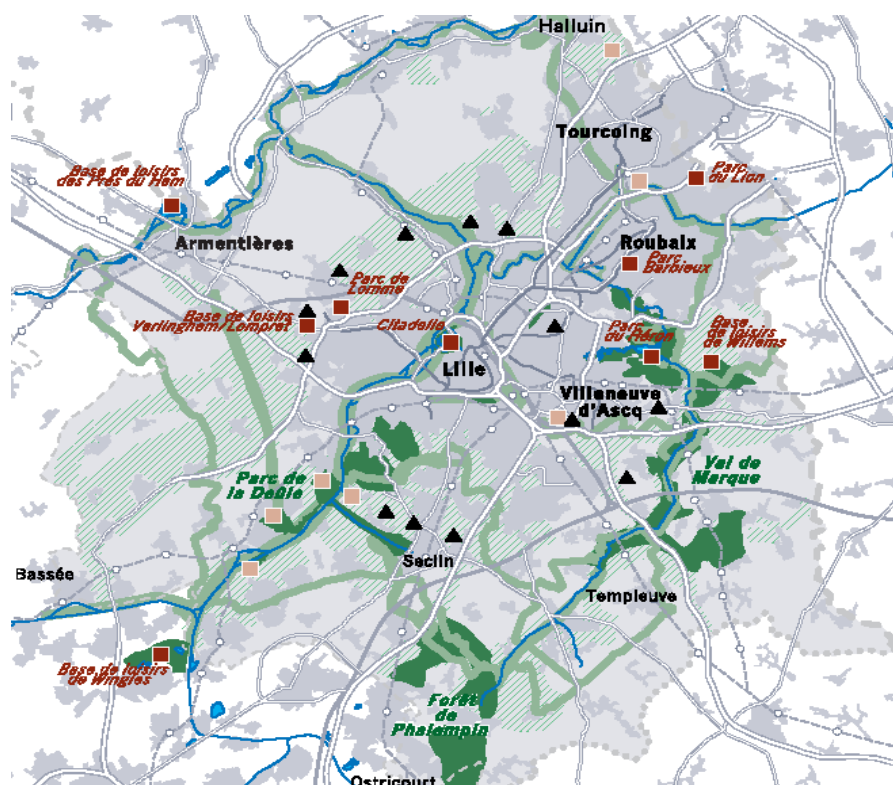 Halluin
Tourcoing
Base de loisirs
des Prés du Hem
Parc
du Lion
Armentières
Roubaix
Parc
Barbieux
Parc de
Lomme
Base de loisirs
Verlinghem/Lompret
Citadelle
Parc
du Héron
Base
de loisirs
de Willems
Lille
Villeneuve
d'Ascq
Parc de
la Deûle
Val de
Marque
Seclin
Bassée
Templeuve
Base de loisirs
de Wingles
Forêt
de
Phalempin
Ostricourt